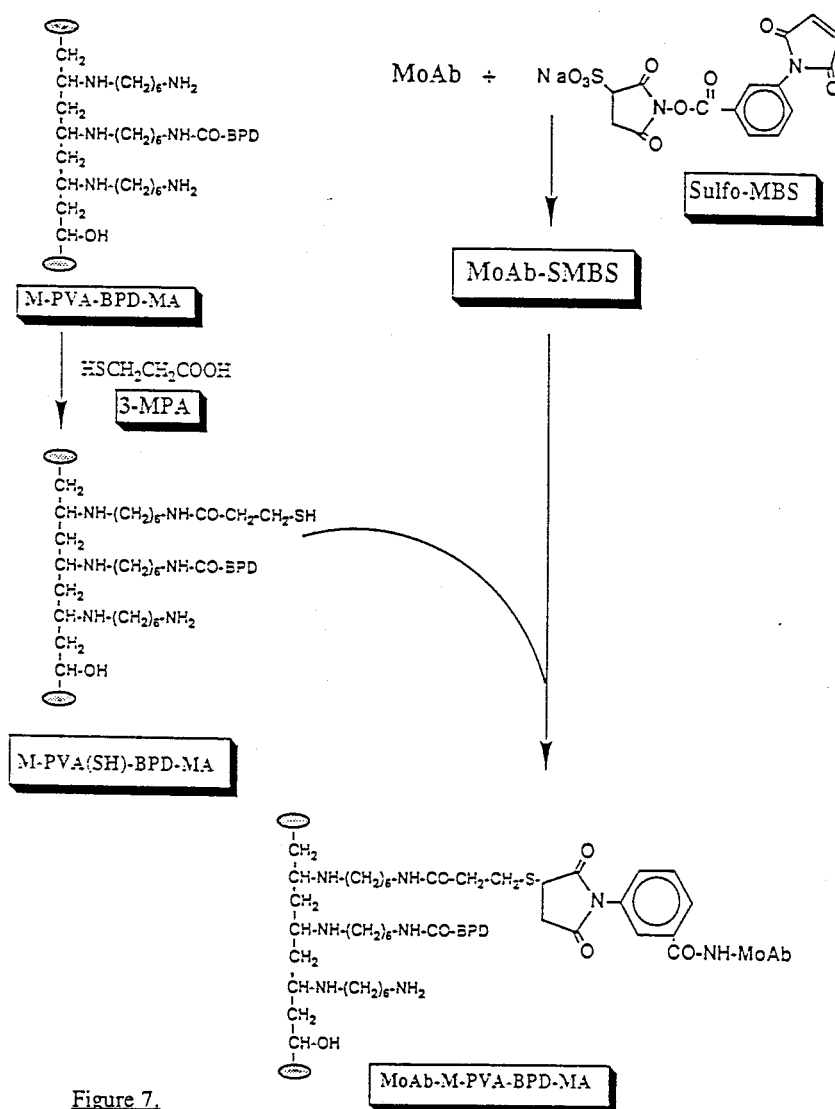 CH₂
CH-NH-(CH₂)₆-NH₂
CH₂
CH-NH-(CH₂)₆-NH-CO-BPD
CH₂
CH-NH-(CH₂)₆-NH₂
CH₂
CH-OH
M-PVA-BPD-MA
HSCH₂CH₂COOH
3-MPA
CH₂
CH-NH-(CH₂)₆-NH-CO-CH₂-CH₂-SH
CH₂
CH-NH-(CH₂)₆-NH-CO-BPD
CH₂
CH-NH-(CH₂)₆-NH₂
CH₂
CH-OH
M-PVA(SH)-BPD-MA
MoAb ÷ NaO₃S O O N-O-C O O N O
Sulfo-MBS
MoAb-SMBS
CH₂
CH-NH-(CH₂)₆-NH-CO-CH₂-CH₂-S O N O
CH₂
CH-NH-(CH₂)₆-NH-CO-BPD
CO-NH-MoAb
CH₂
CH-NH-(CH₂)₆-NH₂
CH₂
CH-OH
MoAb-M-PVA-BPD-MA
Figure 7.